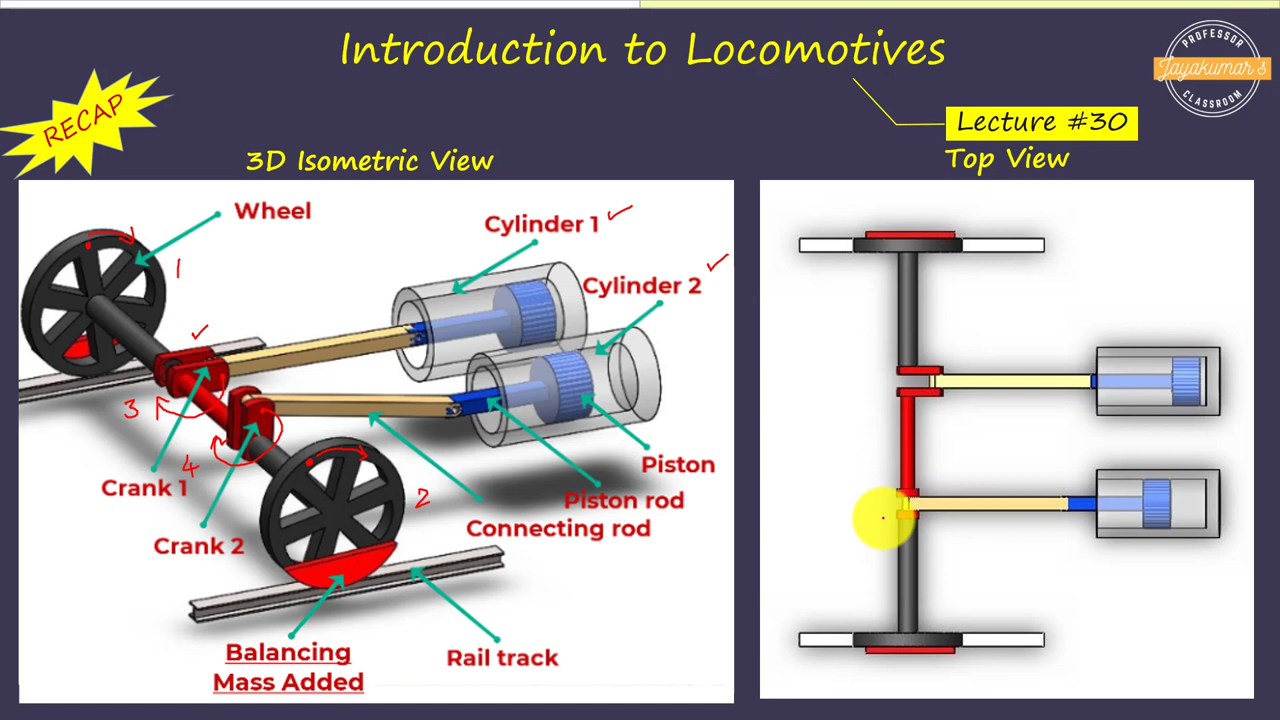 Introduction to Locomotives
PROFESSOR
Jayakumar's
CLASSROOM
RECAP
Lecture #30
3D Isometric View
Top View
Wheel
Cylinder 1
1
Cylinder 2
3
4
Piston
Crank 1
2
Piston rod
Connecting rod
Crank 2
Balancing
Mass Added
Rail track